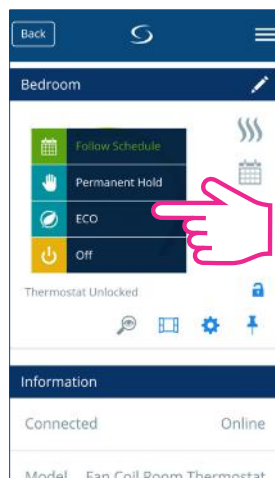 Back
Bedroom
Follow Schedule
Permanent Hold
ECO
Off
Thermostat Unlocked
Information
Connected Online
Model Fan Coil Room Thermostat